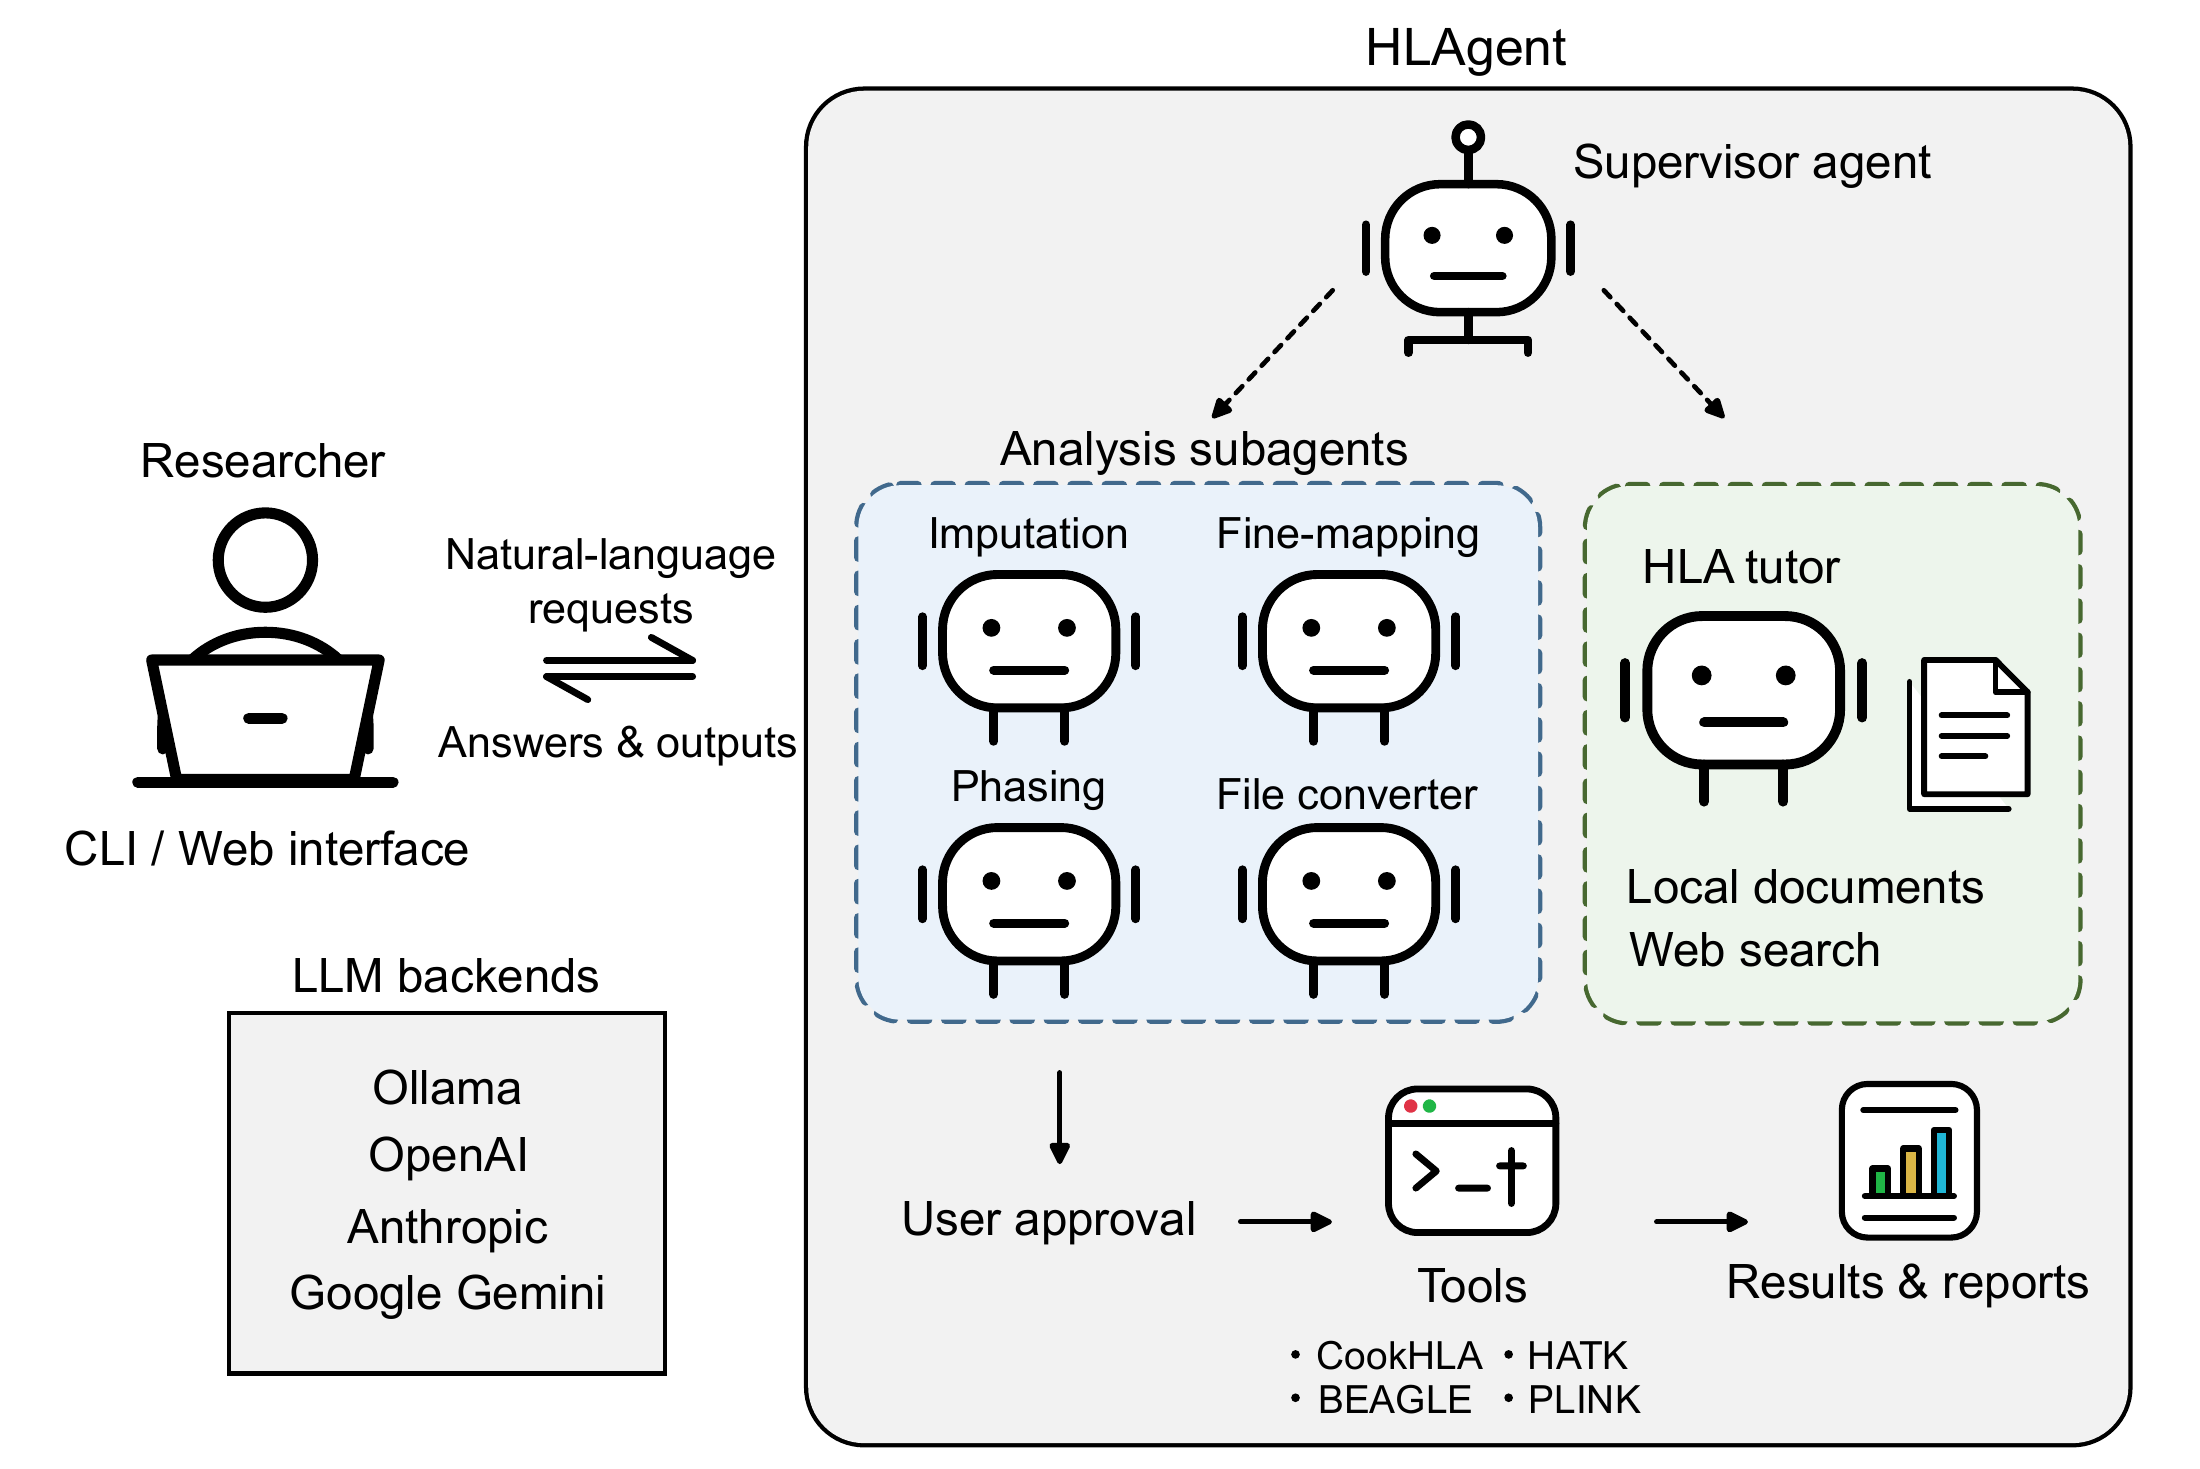 HLAgent
Supervisor agent
Researcher
Natural-language
requests
Answers & outputs
CLI / Web interface
LLM backends
Ollama
OpenAI
Anthropic
Google Gemini
Analysis subagents
Imputation
Fine-mapping
Phasing
File converter
HLA tutor
Local documents
Web search
User approval
>_
Tools
・CookHLA ・HATK
・BEAGLE ・PLINK
Results & reports